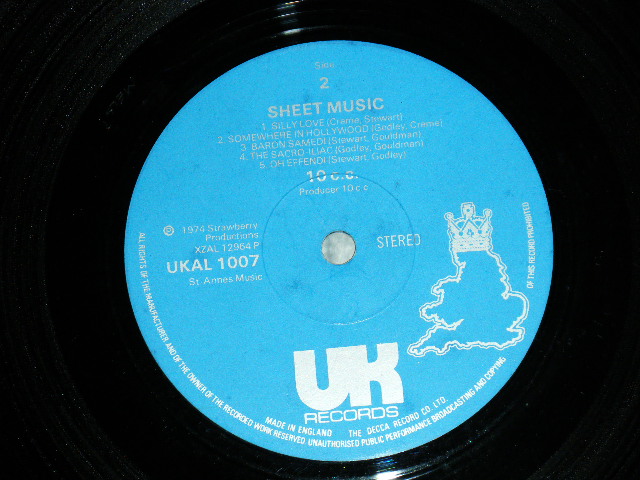 Side
2
SHEET MUSIC
1. SILLY LOVE (Creme, Stewart)
2. SOMEWHERE IN HOLLYWOOD (Godley, Creme)
3. BARON SAMEDI (Stewart, Gouldman)
4. THE SACRO-ILIAC (Godley, Gouldman)
5. OH EFFENDI (Stewart, Godley)
10 c.c.
Producer 10 c.c
℗ 1974 Strawberry
Productions
XZAL 12964 P
UKAL 1007
St. Annes Music
STEREO
UK
RECORDS
MADE IN ENGLAND THE DECCA RECORD CO. LTD.
ALL RIGHTS OF THE MANUFACTURER AND OF THE OWNER OF THE RECORDED WORK RESERVED. UNAUTHORISED PUBLIC PERFORMANCE BROADCASTING AND COPYING OF THIS RECORD PROHIBITED